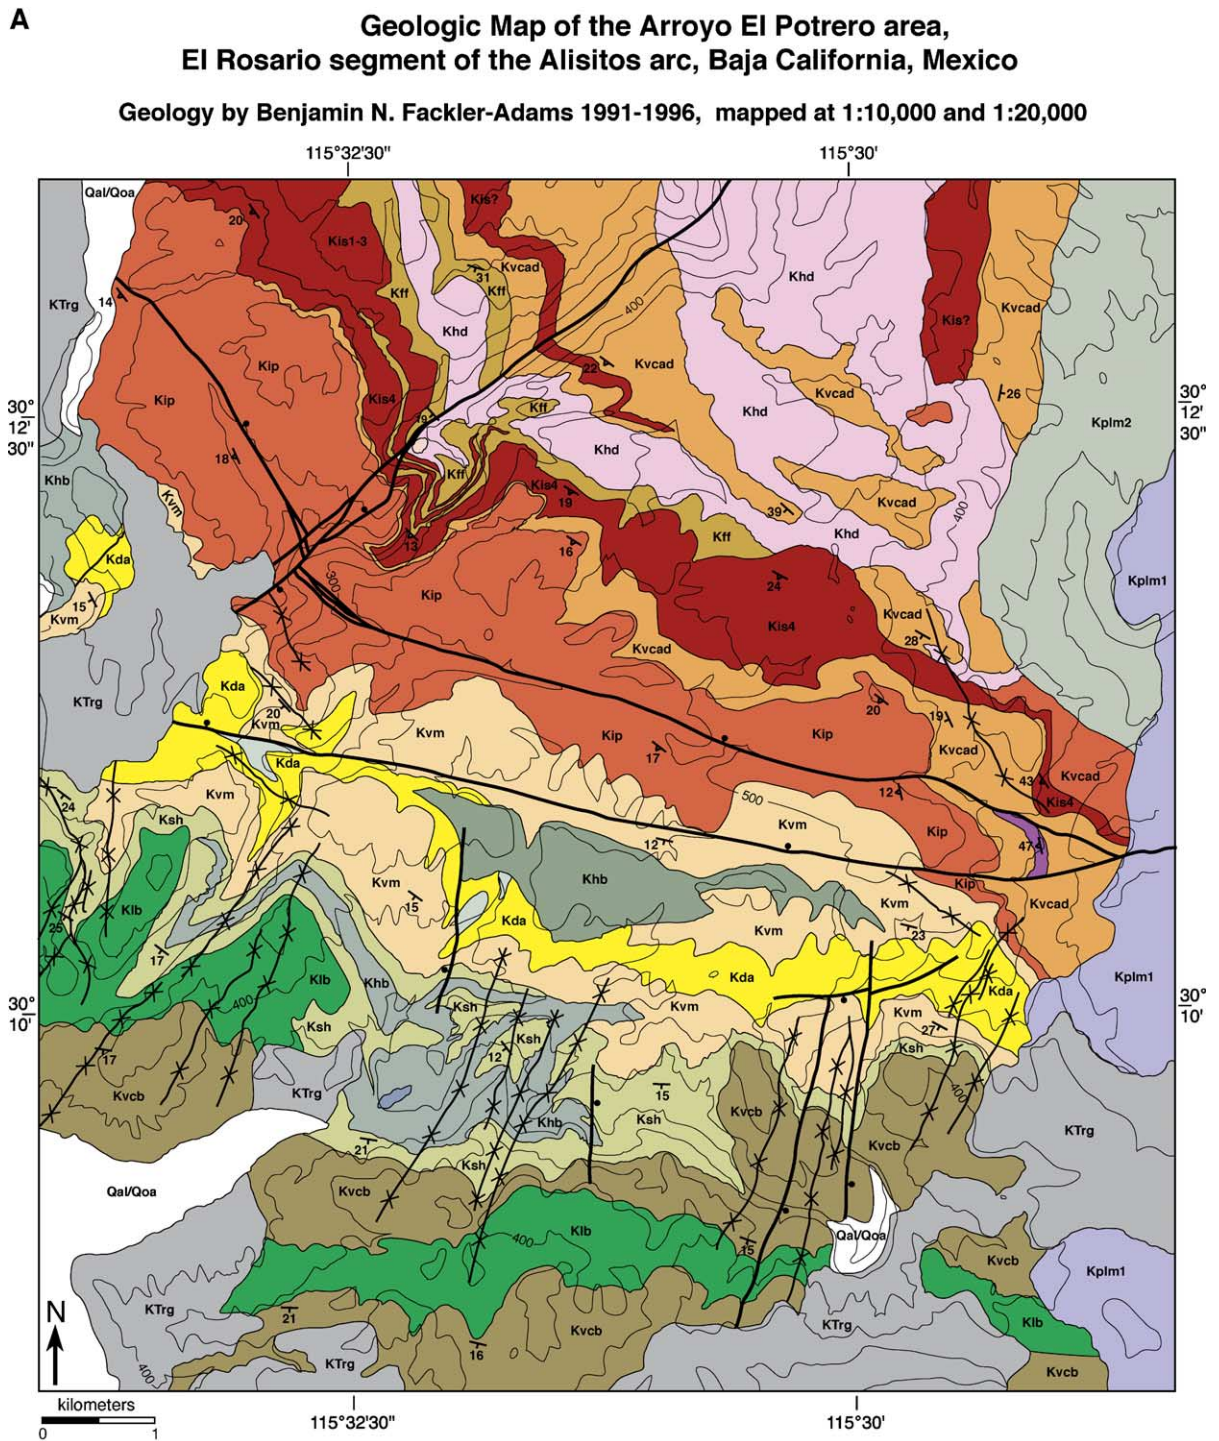 A
Geologic Map of the Arroyo El Potrero area,
El Rosario segment of the Alisitos arc, Baja California, Mexico
Geology by Benjamin N. Fackler-Adams 1991-1996, mapped at 1:10,000 and 1:20,000
115°32'30" 115°30'
Qal/Qoa
Kis?
20
Kis1-3
Kvcad
31
Kff Kff
Khd
KTrg
14
400
Khd
Kis?
Kvcad
Kip
Kip
22
Kvcad
Kvcad
26
30°
12'
30"
30°
12'
30"
Kis4
19
Kff
Khd
Kplm2
18
Khb
Kff
Khd
Kis4
19
Kvcad
400
Kvm
39
Kda
13
16
Kff
Khd
300
24
Kplm1
15
Kvm
Kip
Kis4
Kvcad
28
Kvcad
KTrg
Kda
20
Kvm
20
19
Kvm
Kip
17
Kip
Kvcad
Kda
43
Kvcad
24
Kvm
12
500
Kis4
Ksh
Kvm
Kip
47
12
Khb
Kip
Kvm
15
Klb
25
Kda
Kvm
Kvcad
Kvm
23
17
Klb
Khb
Kda
Kda
Kplm1
400
Ksh
Kvm
Kvm
27
30°
10'
30°
10'
Ksh
Ksh
12
Ksh
17
Kvcb
KTrg
15
Kvcb
400
Khb
Ksh
KTrg
21
Ksh
Kvcb
Qal/Qoa
Kvcb
Klb
400
15
Qal/Qoa
Kvcb
Kplm1
N
KTrg
21
Kvcb
KTrg
Klb
16
KTrg
400
Kvcb
kilometers
0 1
115°32'30" 115°30'